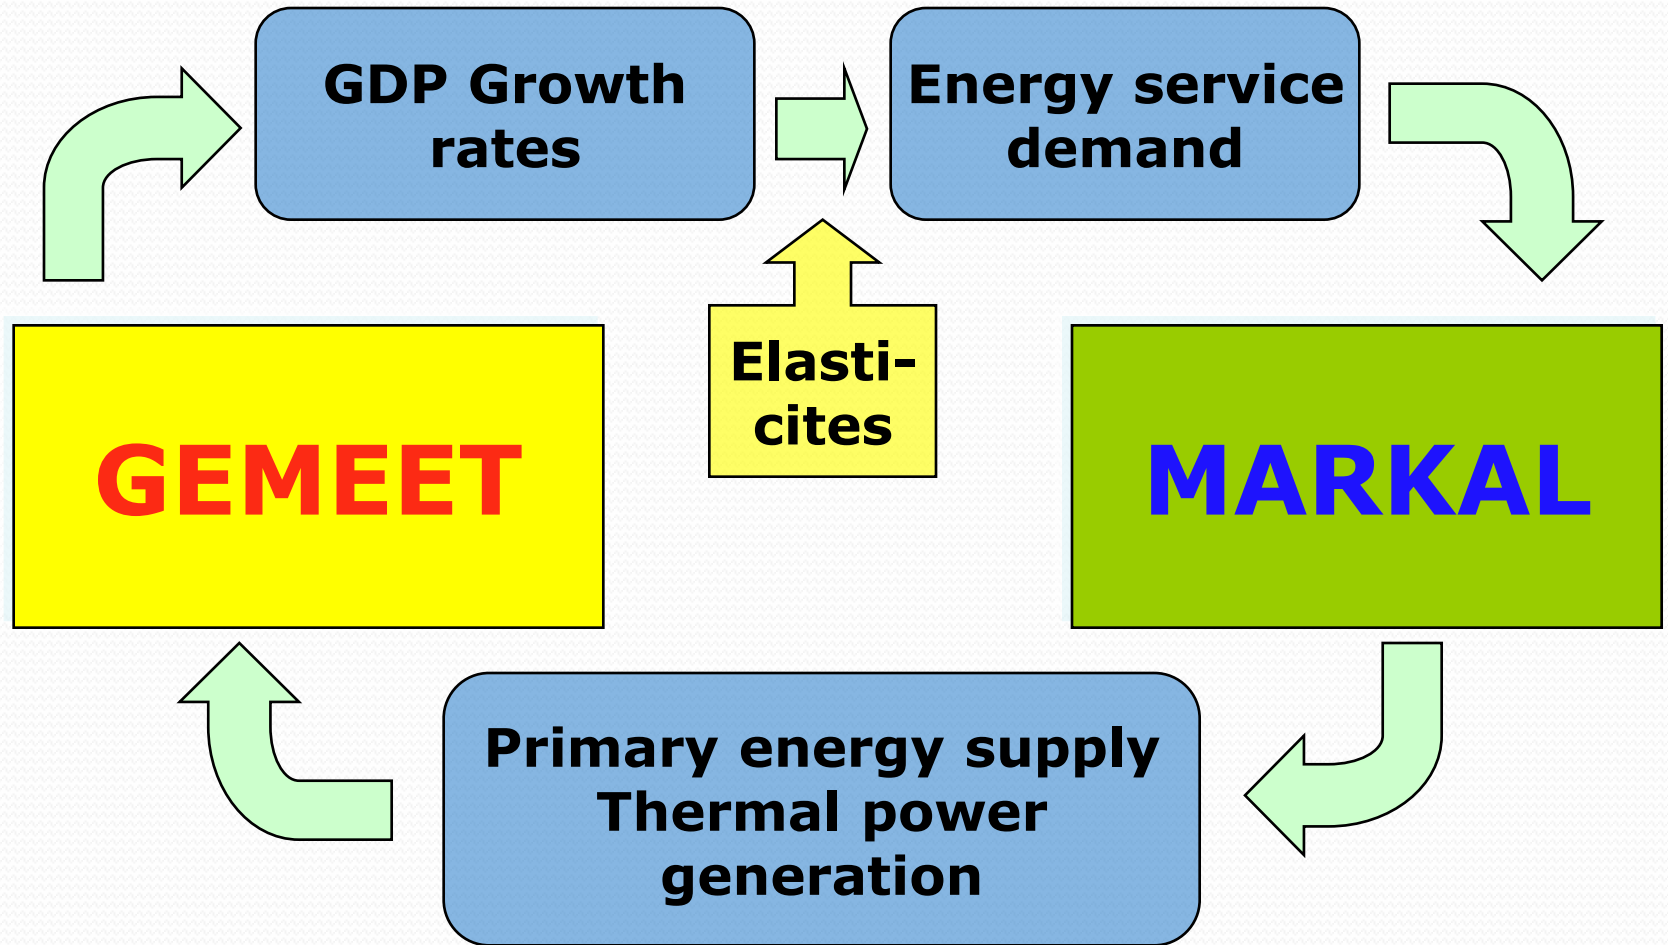 GDP Growth
rates
Energy service
demand
Elasti-
cites
GEMEET
MARKAL
Primary energy supply
Thermal power
generation